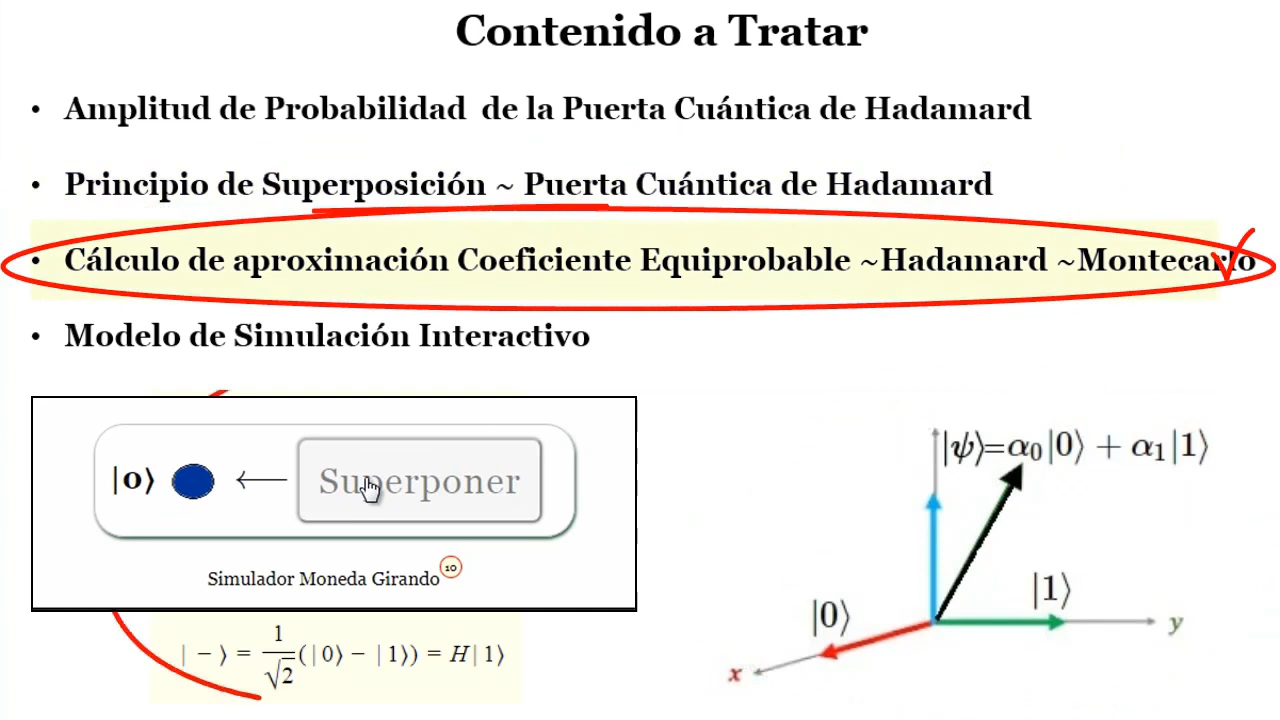 Contenido a Tratar
• Amplitud de Probabilidad de la Puerta Cuántica de Hadamard
• Principio de Superposición ~ Puerta Cuántica de Hadamard
• Cálculo de aproximación Coeficiente Equiprobable ~Hadamard ~Montecarlo
• Modelo de Simulación Interactivo
|0⟩ ← Superponer
Simulador Moneda Girando 10
| − ⟩ = 1/√2 (| 0⟩ − | 1⟩) = H| 1⟩
|ψ⟩=α₀|0⟩ + α₁|1⟩
|1⟩
|0⟩
y
x